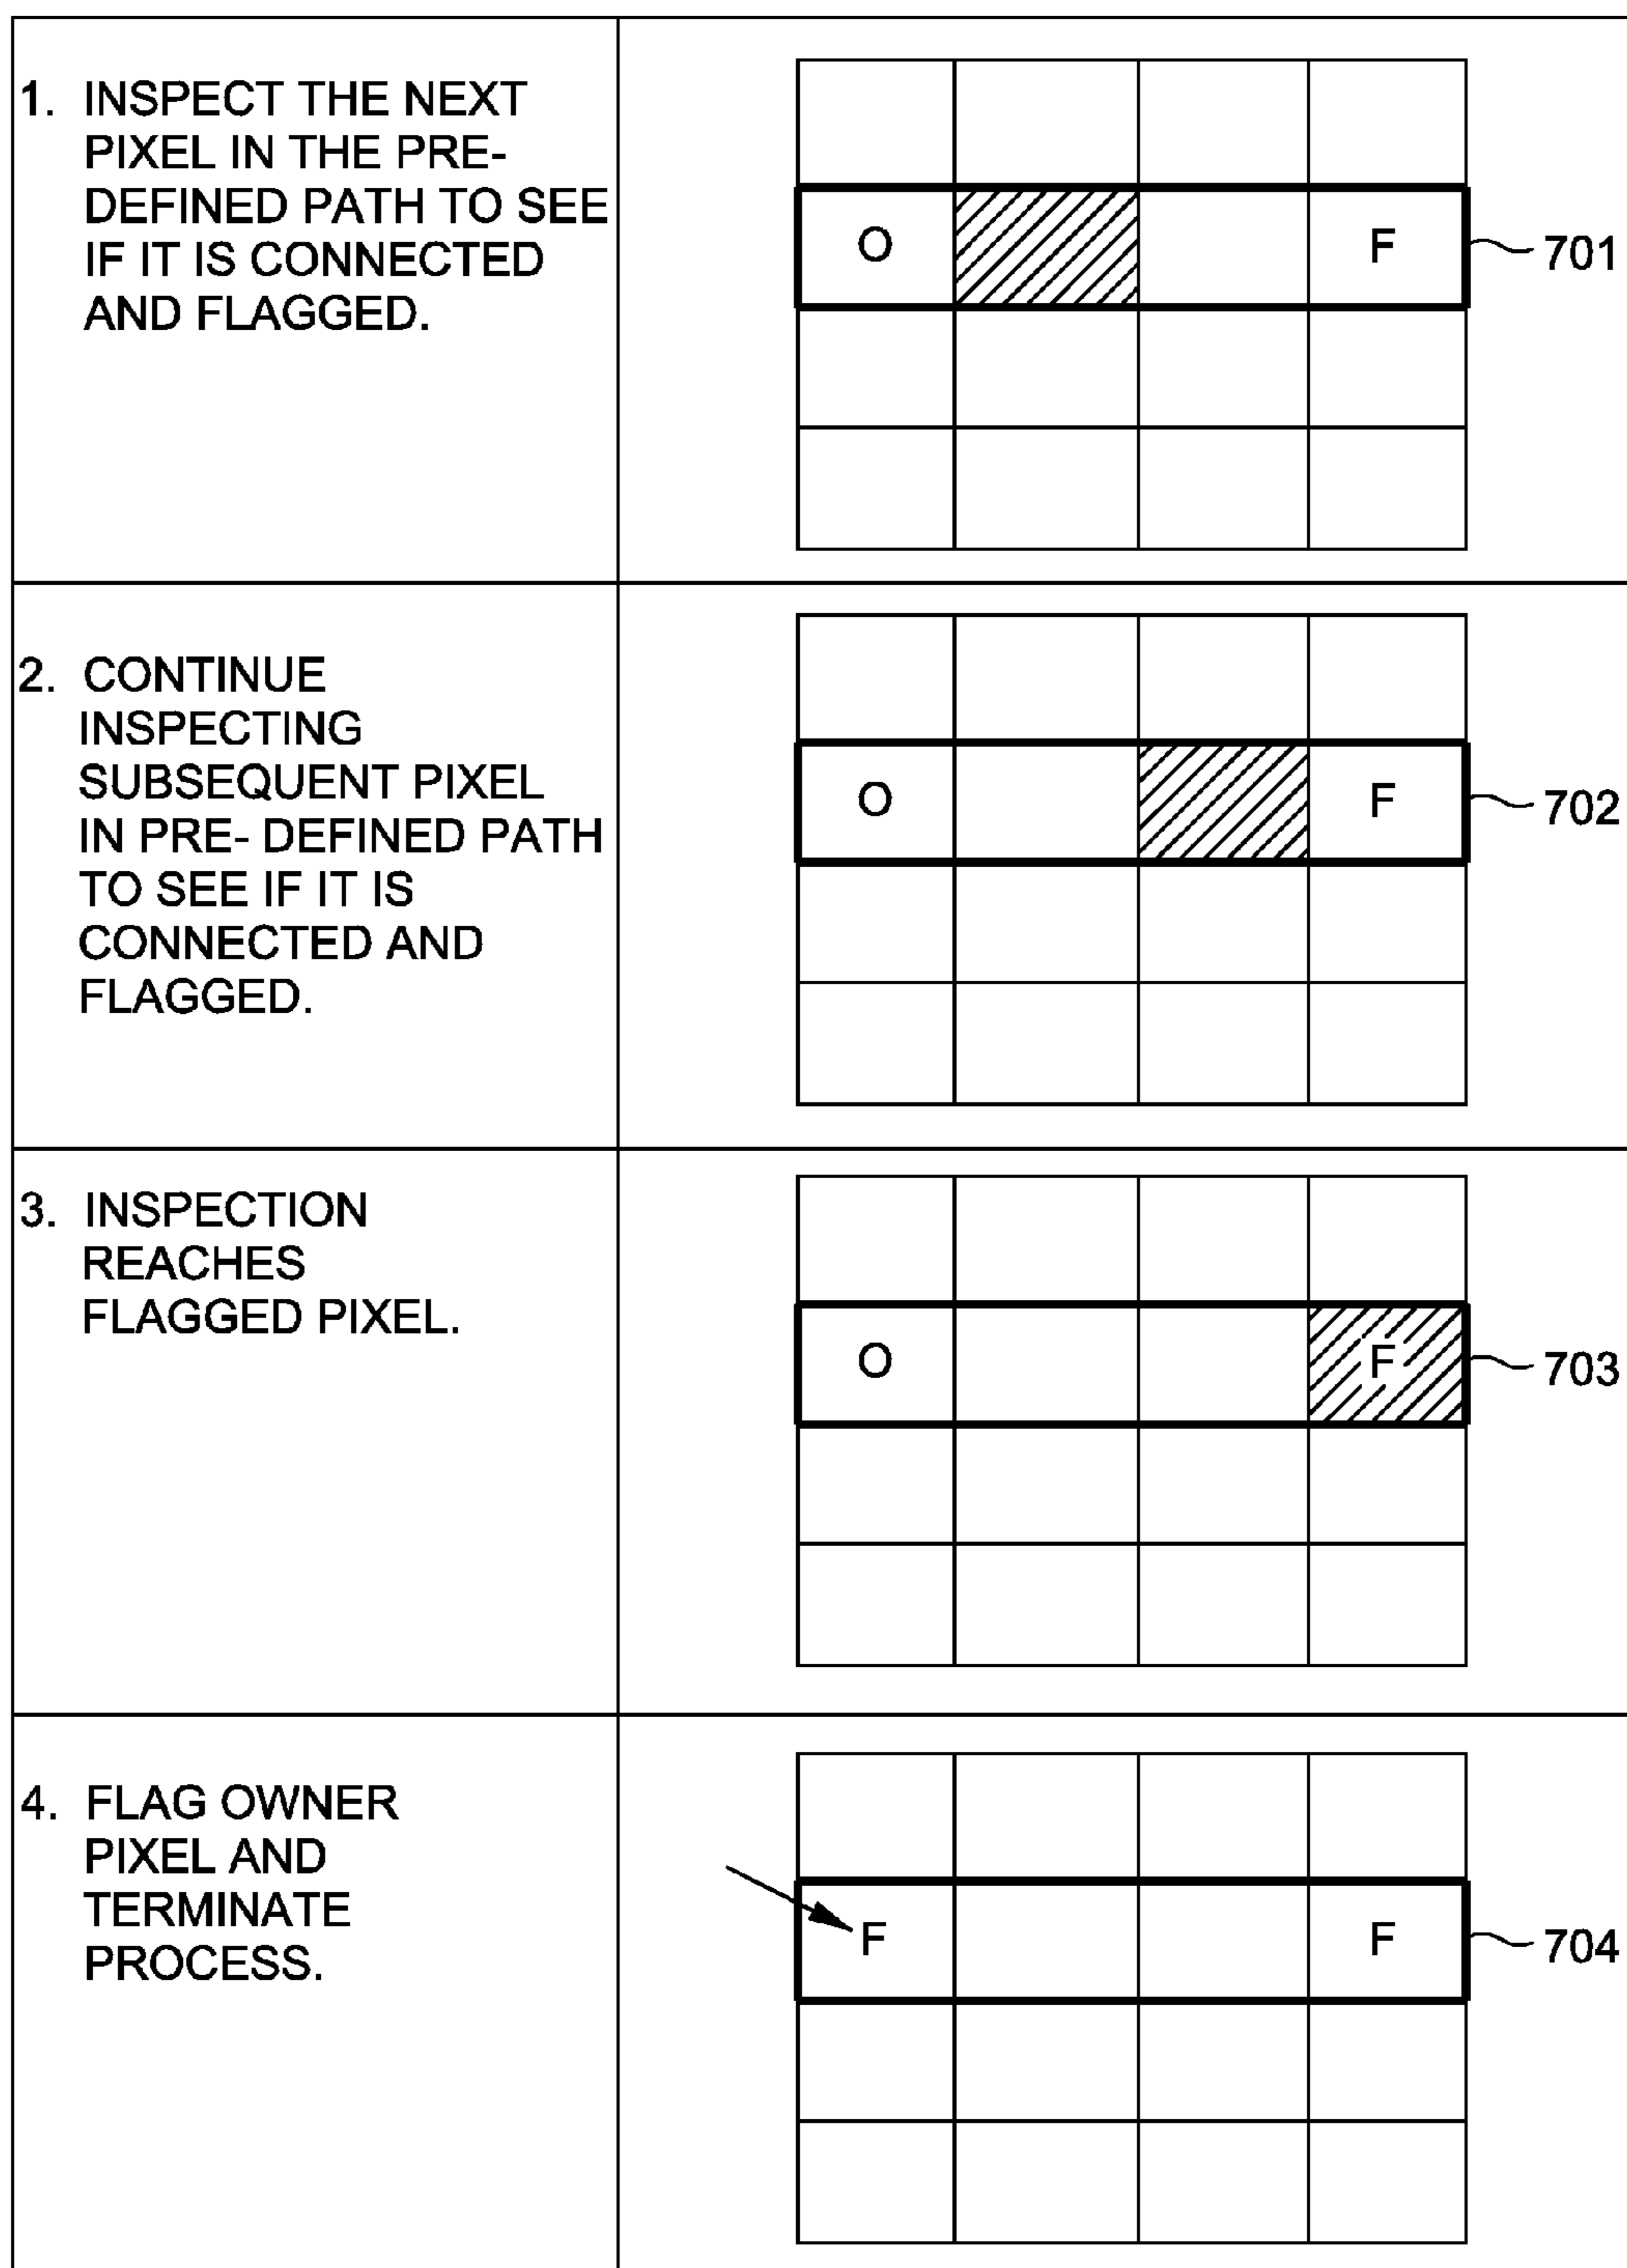 1. INSPECT THE NEXT
PIXEL IN THE PRE-
DEFINED PATH TO SEE
IF IT IS CONNECTED
AND FLAGGED.
O F 701
2. CONTINUE
INSPECTING
SUBSEQUENT PIXEL
IN PRE- DEFINED PATH
TO SEE IF IT IS
CONNECTED AND
FLAGGED.
O F 702
3. INSPECTION
REACHES
FLAGGED PIXEL.
O F 703
4. FLAG OWNER
PIXEL AND
TERMINATE
PROCESS.
F F 704